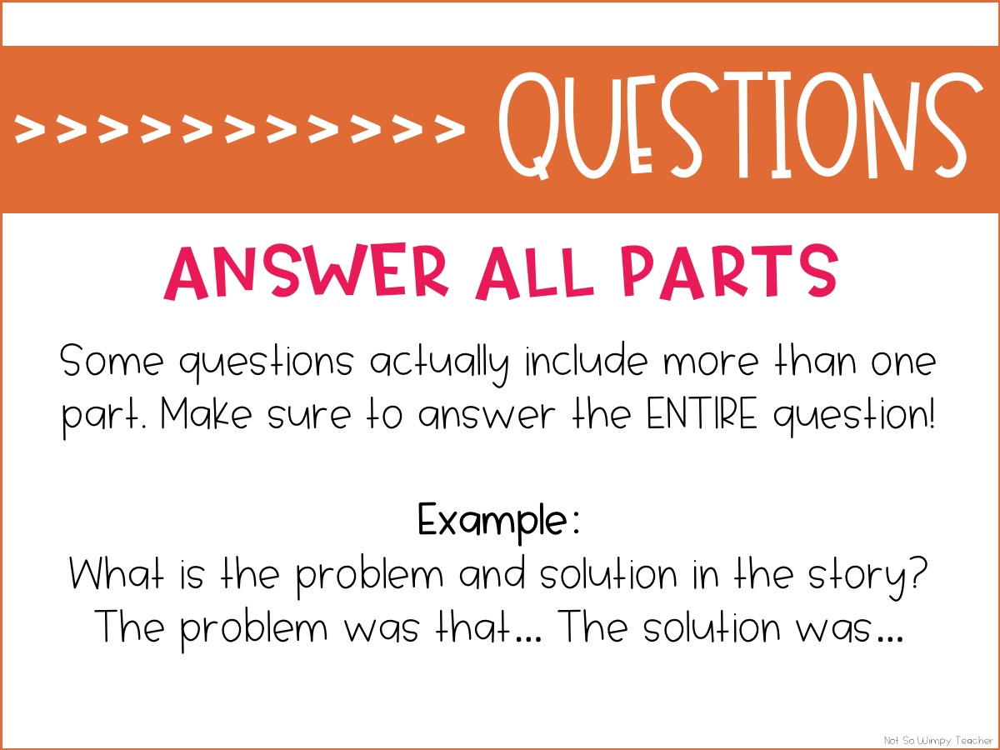 >>>>>>>>>>> QUESTIONS
ANSWER ALL PARTS
Some questions actually include more than one
part. Make sure to answer the ENTIRE question!
Example:
What is the problem and solution in the story?
The problem was that... The solution was...
Not So Wimpy Teacher